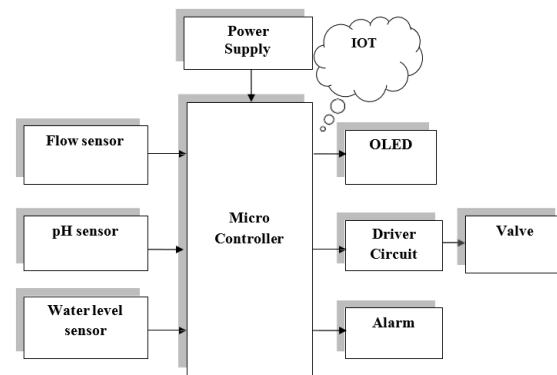 Power
Supply
IOT
Flow sensor
OLED
pH sensor
Micro
Controller
Driver
Circuit
Valve
Water level
sensor
Alarm